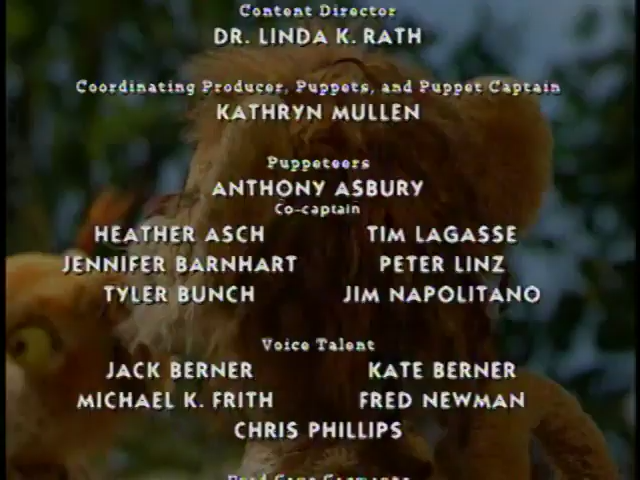 Content Director
DR. LINDA K. RATH
Coordinating Producer, Puppets, and Puppet Captain
KATHRYN MULLEN
Puppeteers
ANTHONY ASBURY
Co-captain
HEATHER ASCH TIM LAGASSE
JENNIFER BARNHART PETER LINZ
TYLER BUNCH JIM NAPOLITANO
Voice Talent
JACK BERNER KATE BERNER
MICHAEL K. FRITH FRED NEWMAN
CHRIS PHILLIPS